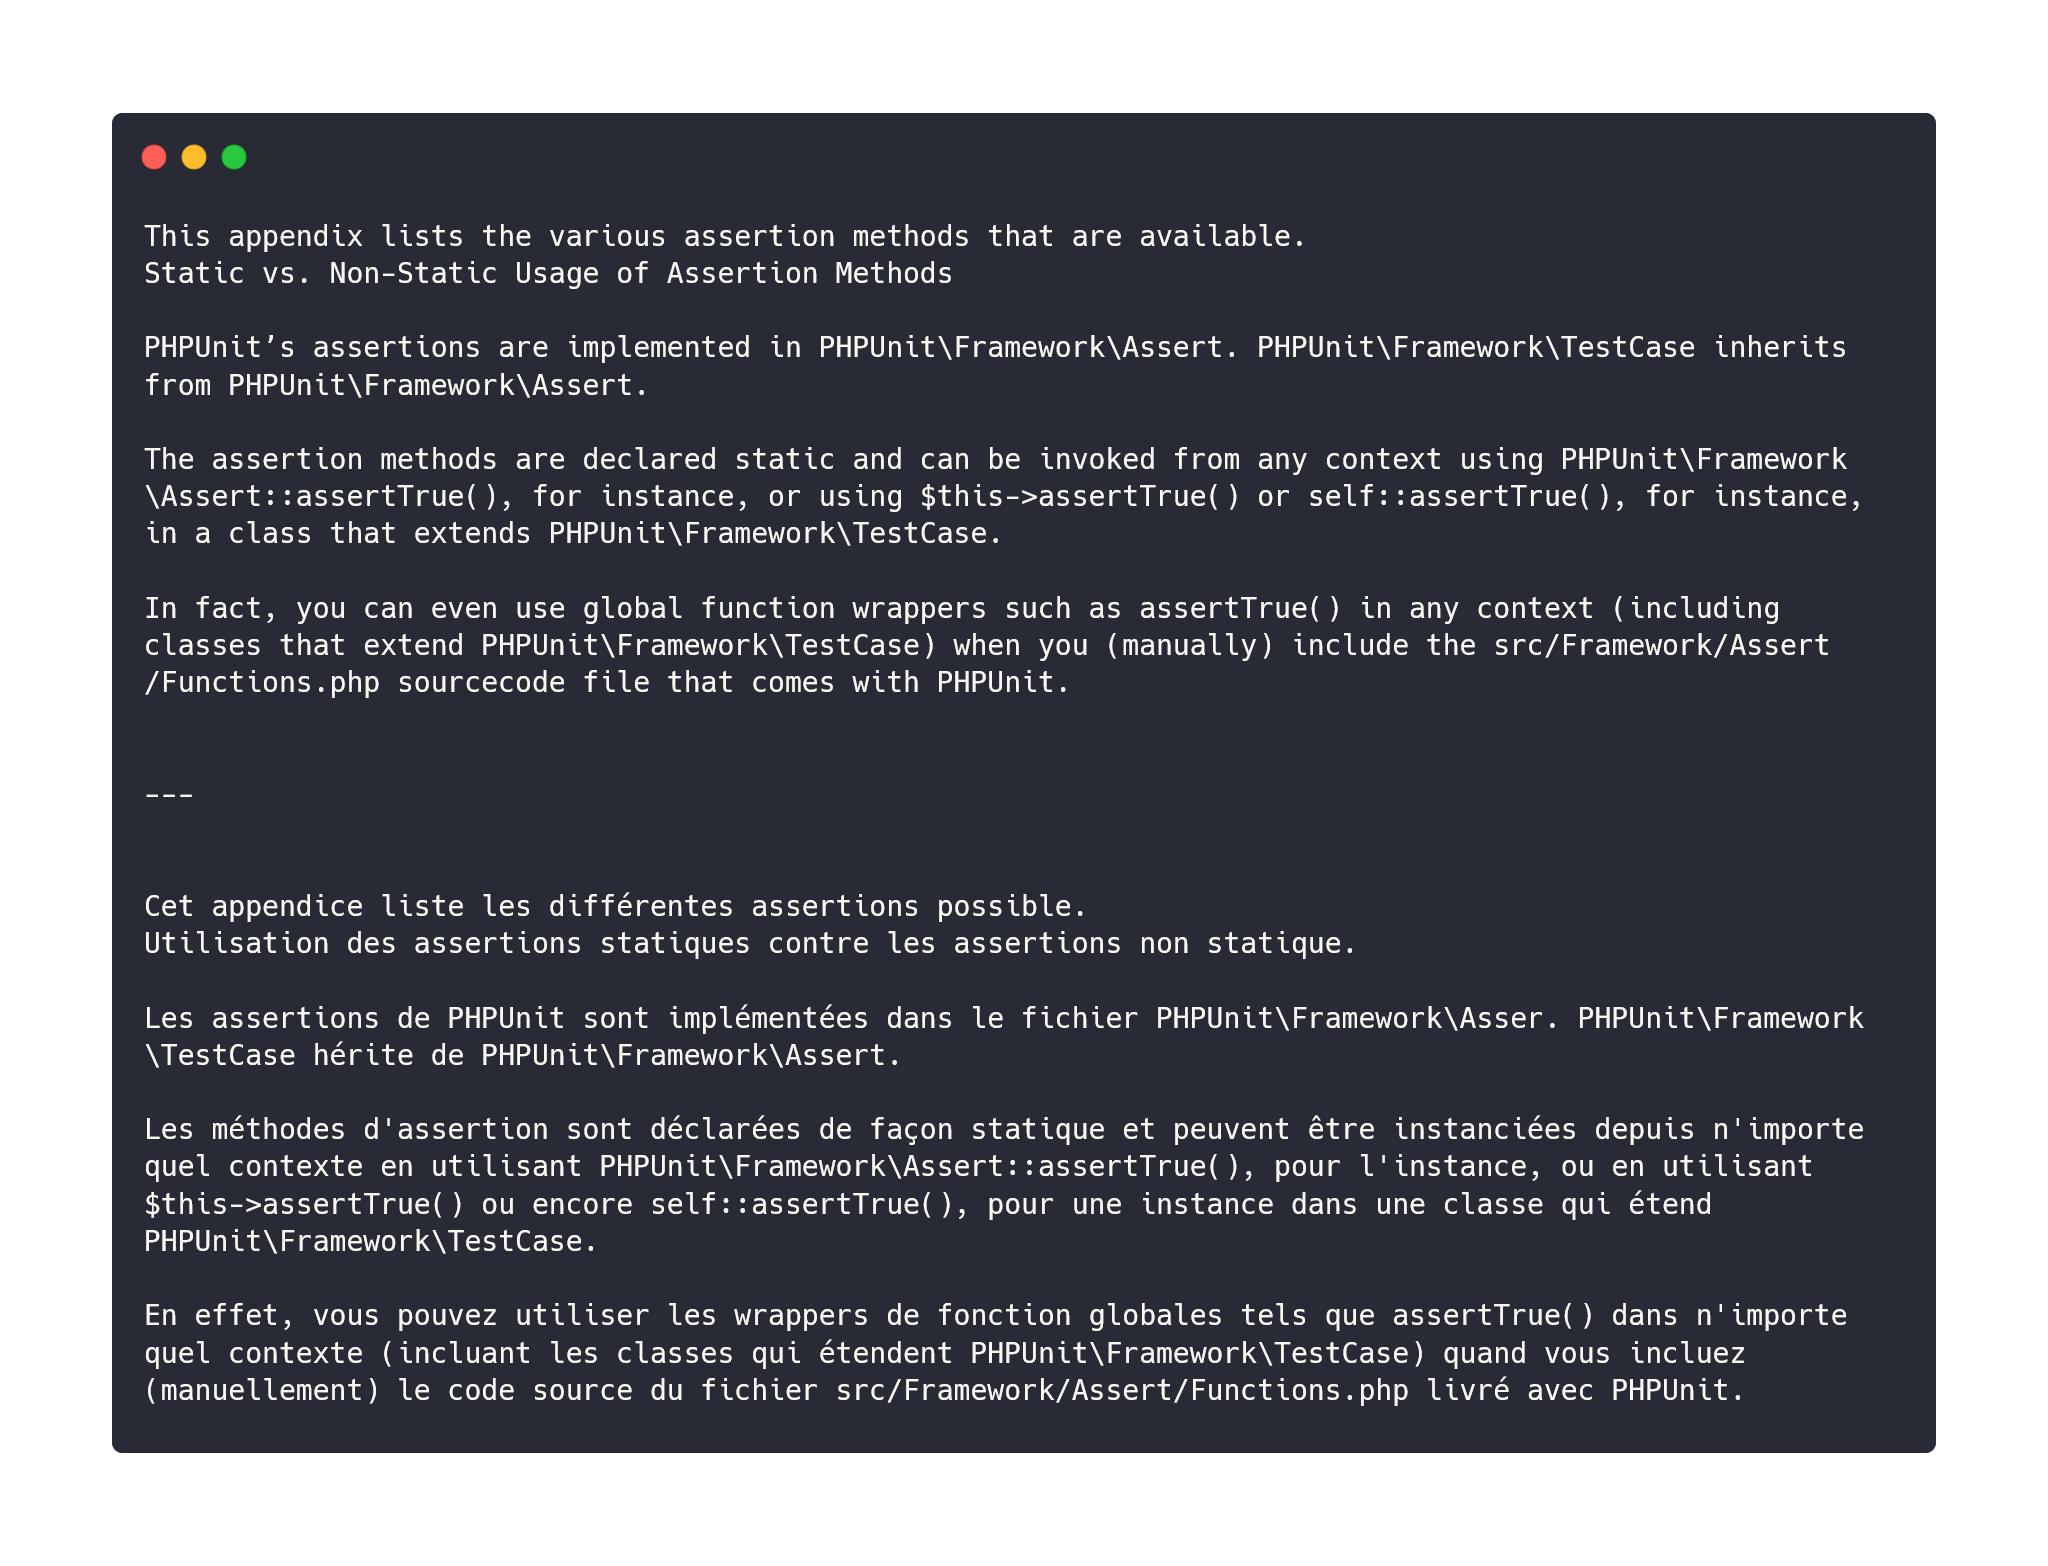 This appendix lists the various assertion methods that are available.
Static vs. Non-Static Usage of Assertion Methods
PHPUnit’s assertions are implemented in PHPUnit\Framework\Assert. PHPUnit\Framework\TestCase inherits
from PHPUnit\Framework\Assert.
The assertion methods are declared static and can be invoked from any context using PHPUnit\Framework
\Assert::assertTrue(), for instance, or using $this->assertTrue() or self::assertTrue(), for instance,
in a class that extends PHPUnit\Framework\TestCase.
In fact, you can even use global function wrappers such as assertTrue() in any context (including
classes that extend PHPUnit\Framework\TestCase) when you (manually) include the src/Framework/Assert
/Functions.php sourcecode file that comes with PHPUnit.
---
Cet appendice liste les différentes assertions possible.
Utilisation des assertions statiques contre les assertions non statique.
Les assertions de PHPUnit sont implémentées dans le fichier PHPUnit\Framework\Asser. PHPUnit\Framework
\TestCase hérite de PHPUnit\Framework\Assert.
Les méthodes d'assertion sont déclarées de façon statique et peuvent être instanciées depuis n'importe
quel contexte en utilisant PHPUnit\Framework\Assert::assertTrue(), pour l'instance, ou en utilisant
$this->assertTrue() ou encore self::assertTrue(), pour une instance dans une classe qui étend
PHPUnit\Framework\TestCase.
En effet, vous pouvez utiliser les wrappers de fonction globales tels que assertTrue() dans n'importe
quel contexte (incluant les classes qui étendent PHPUnit\Framework\TestCase) quand vous incluez
(manuellement) le code source du fichier src/Framework/Assert/Functions.php livré avec PHPUnit.